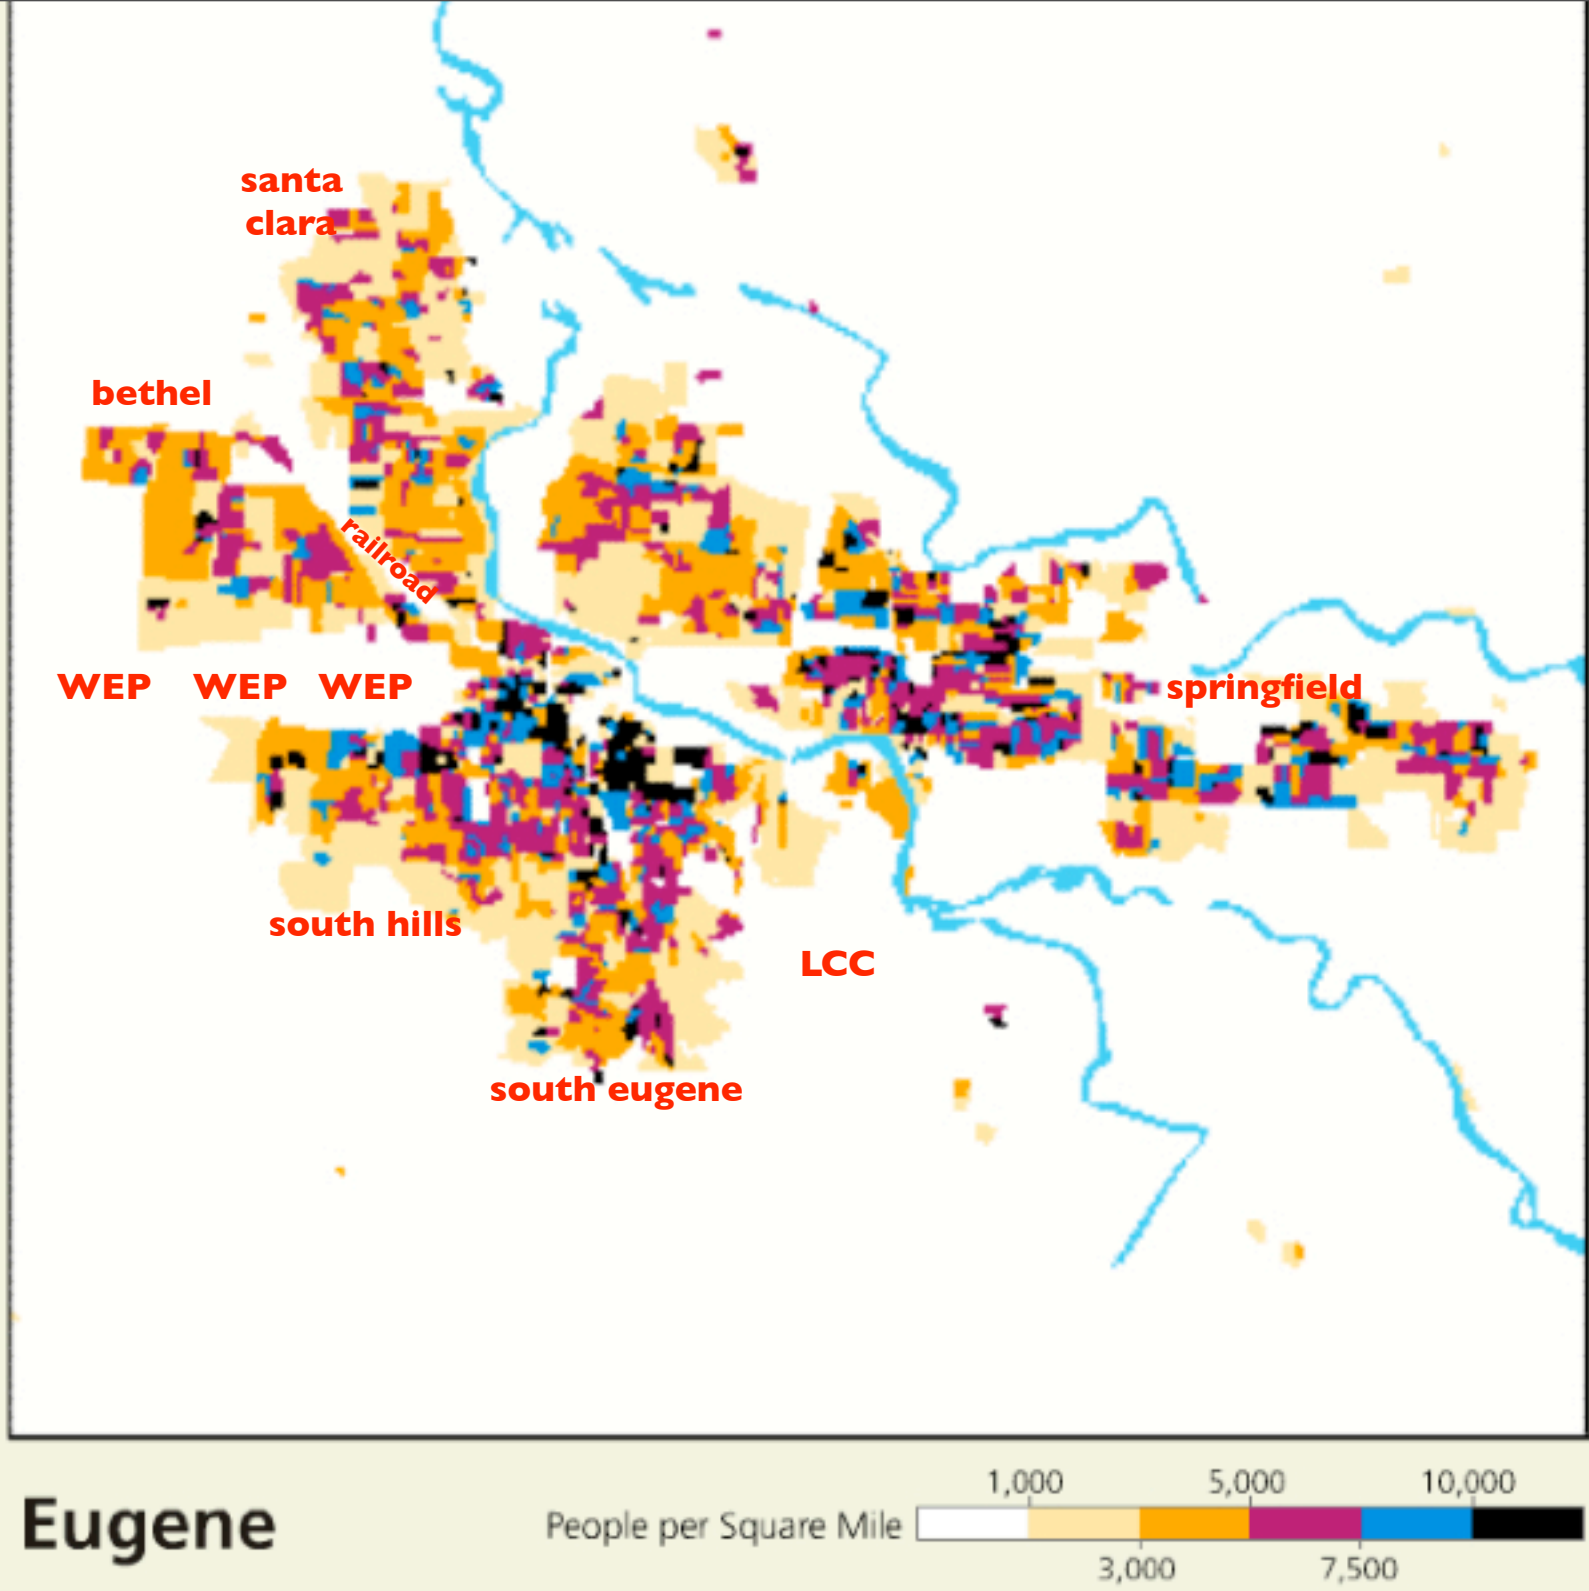 santa
clara
bethel
railroad
WEP WEP WEP
springfield
south hills
LCC
south eugene
Eugene
People per Square Mile
1,000 5,000 10,000
3,000 7,500